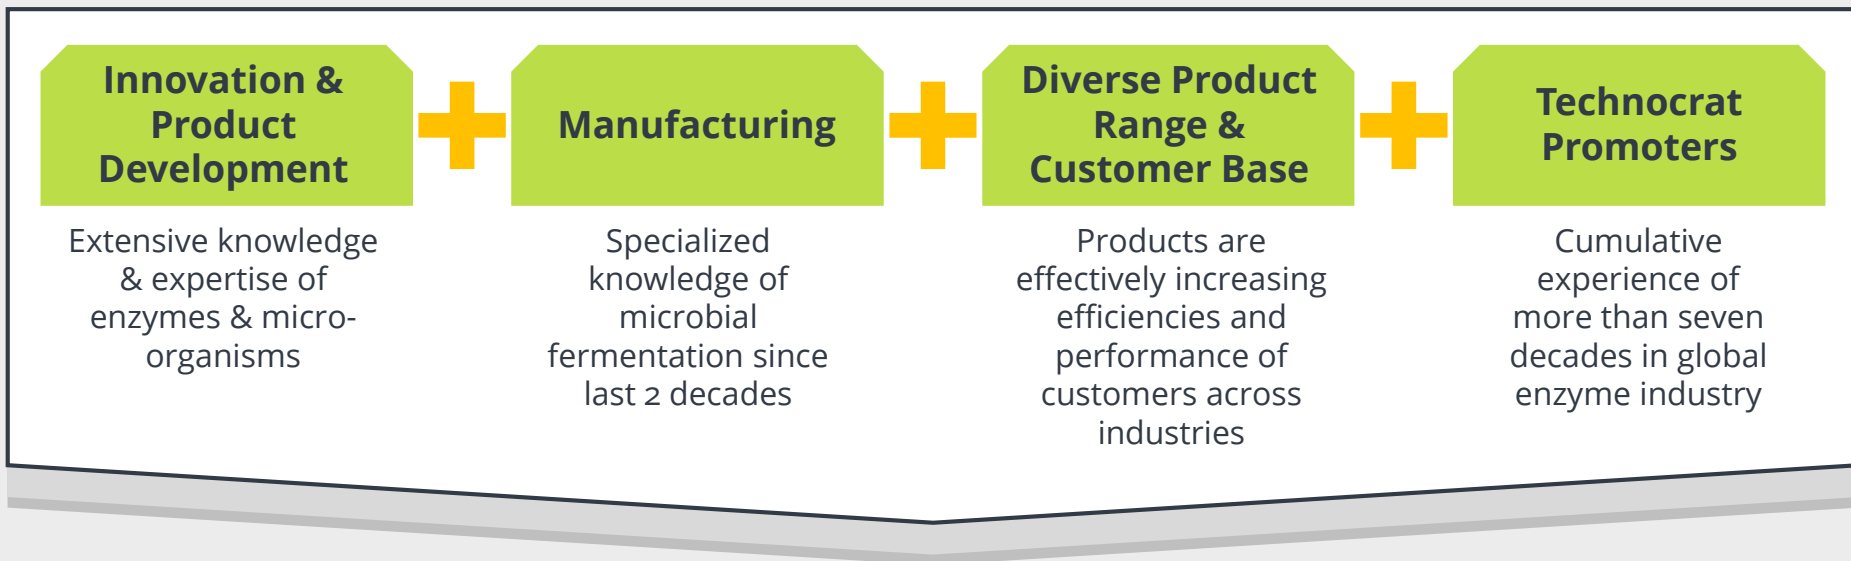 Innovation &
Product
Development
Extensive knowledge
& expertise of
enzymes & micro-
organisms
Manufacturing
Specialized
knowledge of
microbial
fermentation since
last 2 decades
Diverse Product
Range &
Customer Base
Products are
effectively increasing
efficiencies and
performance of
customers across
industries
Technocrat
Promoters
Cumulative
experience of
more than seven
decades in global
enzyme industry